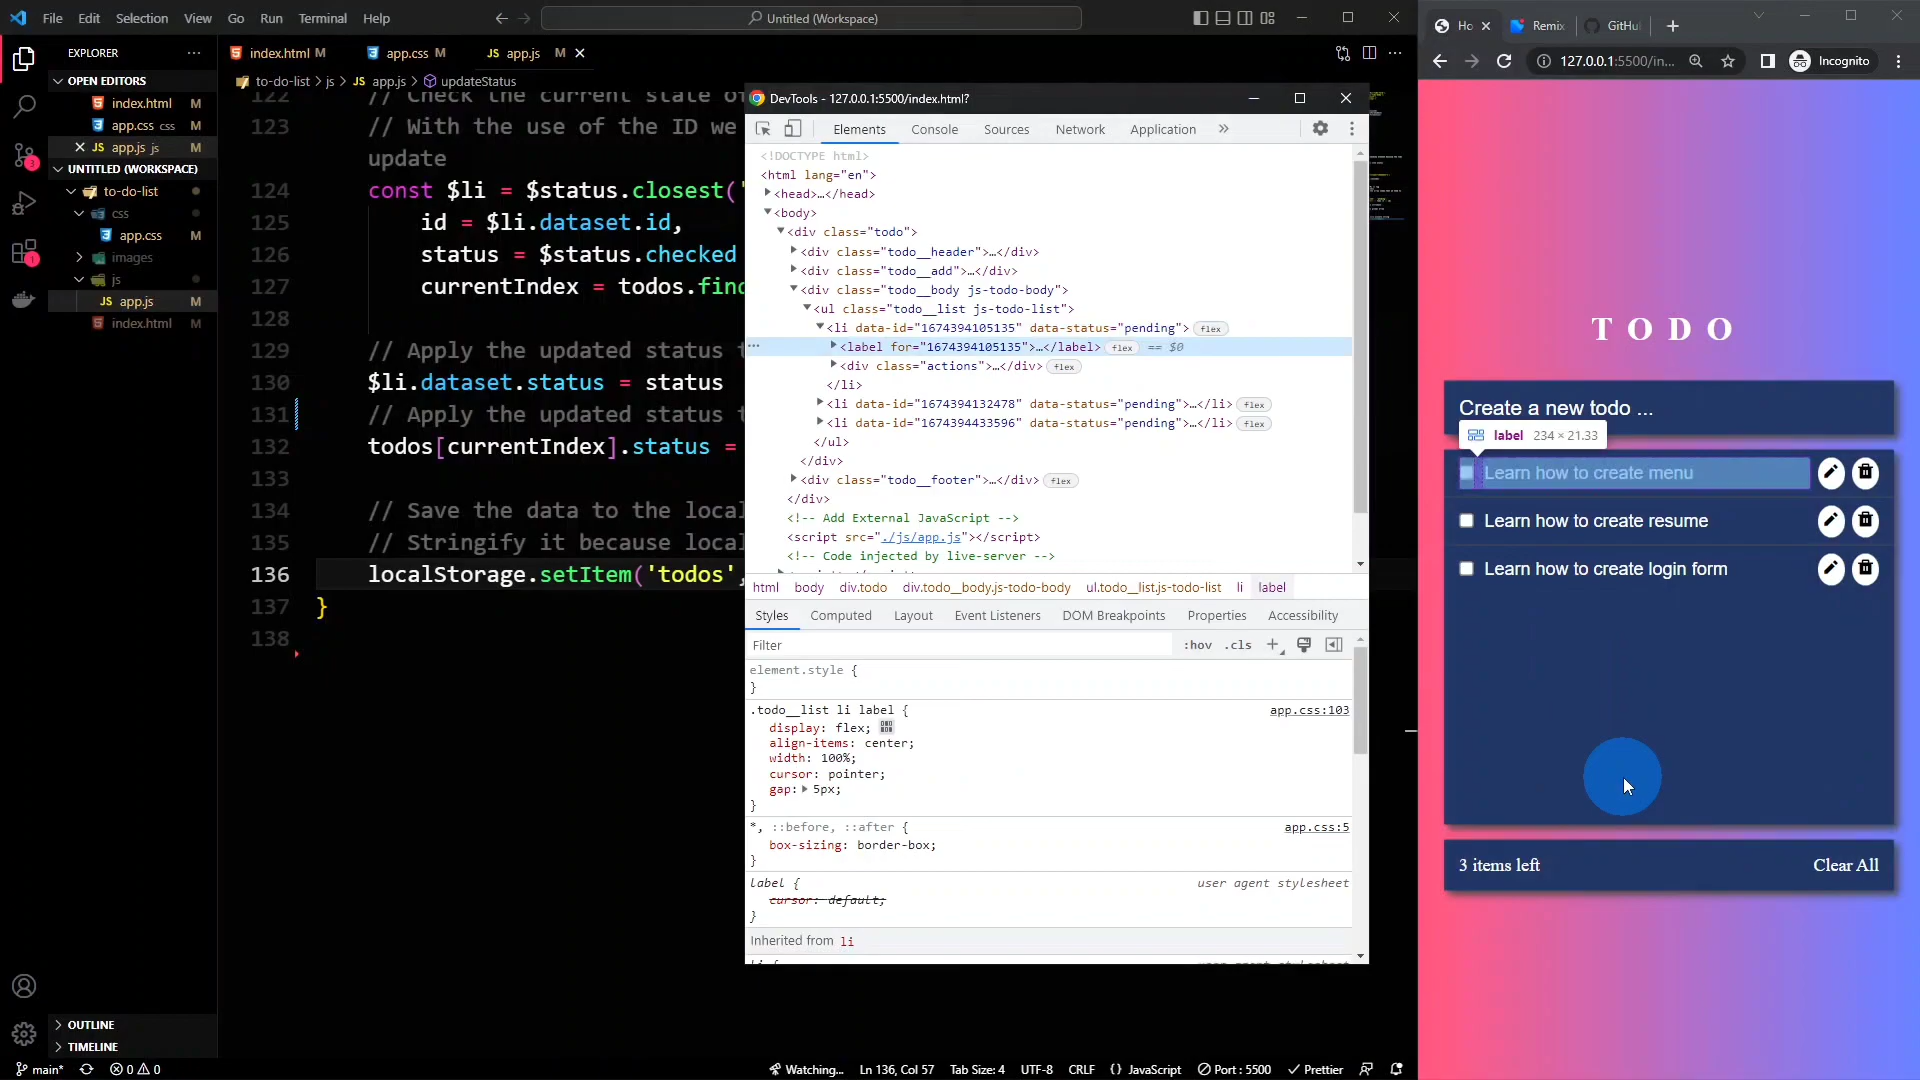 File Edit Selection View Go Run Terminal Help
Untitled (Workspace)
EXPLORER
OPEN EDITORS
index.html M
app.css css M
app.js js M
UNTITLED (WORKSPACE)
to-do-list
css
app.css M
images
js
app.js M
index.html M
OUTLINE
TIMELINE
index.html M app.css M app.js M
to-do-list > js > app.js > updateStatus
122 // Check the current state of
123 // With the use of the ID we
update
124 const $li = $status.closest('
125 id = $li.dataset.id,
126 status = $status.checked
127 currentIndex = todos.find
128
129 // Apply the updated status t
130 $li.dataset.status = status
131 // Apply the updated status t
132 todos[currentIndex].status =
133
134 // Save the data to the local
135 // Stringify it because local
136 localStorage.setItem('todos',
137 }
138
DevTools - 127.0.0.1:5500/index.html?
Elements Console Sources Network Application
<!DOCTYPE html>
<html lang="en">
<head>…</head>
<body>
<div class="todo">
<div class="todo__header">…</div>
<div class="todo__add">…</div>
<div class="todo__body js-todo-body">
<ul class="todo__list js-todo-list">
<li data-id="1674394105135" data-status="pending"> flex
<label for="1674394105135">…</label> flex == $0
<div class="actions">…</div> flex
</li>
<li data-id="1674394132478" data-status="pending">…</li> flex
<li data-id="1674394433596" data-status="pending">…</li> flex
</ul>
</div>
<div class="todo__footer">…</div> flex
</div>
<!-- Add External JavaScript -->
<script src="./js/app.js"></script>
<!-- Code injected by live-server -->
html body div.todo div.todo__body.js-todo-body ul.todo__list.js-todo-list li label
Styles Computed Layout Event Listeners DOM Breakpoints Properties Accessibility
Filter :hov .cls
element.style {
}
.todo__list li label { app.css:103
display: flex;
align-items: center;
width: 100%;
cursor: pointer;
gap: 5px;
}
*, ::before, ::after { app.css:5
box-sizing: border-box;
}
label { user agent stylesheet
cursor: default;
}
Inherited from li
Remix
127.0.0.1:5500/in...
Incognito
TODO
Create a new todo ...
label 234 × 21.33
Learn how to create menu
Learn how to create resume
Learn how to create login form
3 items left Clear All
main* 0 0
Watching... Ln 136, Col 57 Tab Size: 4 UTF-8 CRLF {} JavaScript Port : 5500 Prettier